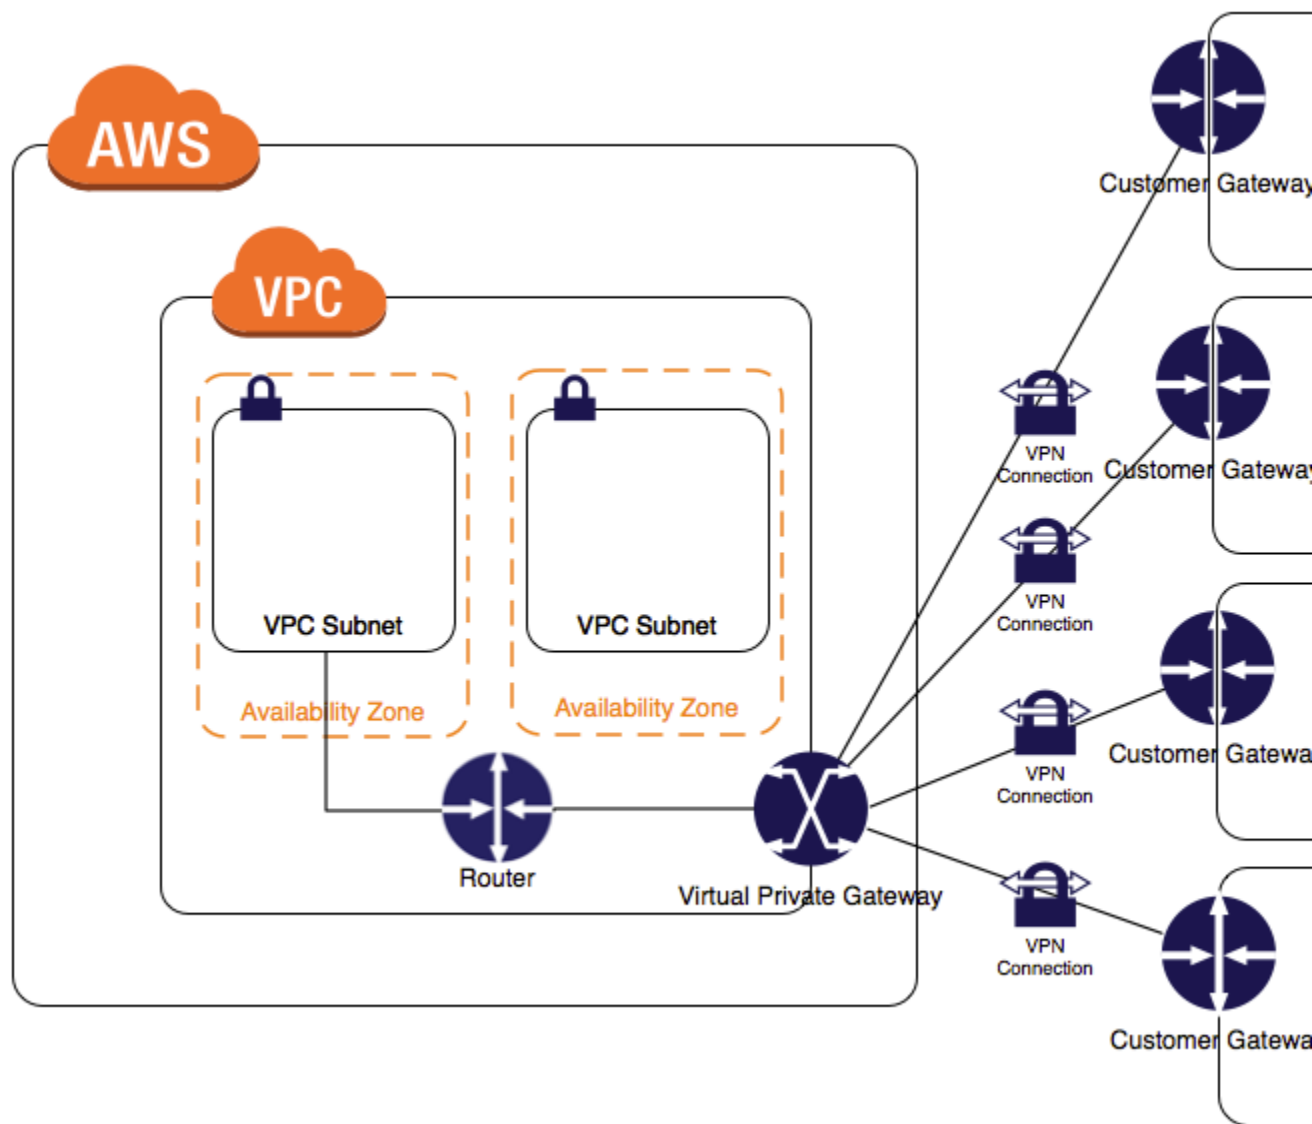 AWS
VPC
VPC Subnet
VPC Subnet
Availability Zone
Availability Zone
Router
Virtual Private Gateway
VPN
Connection
VPN
Connection
VPN
Connection
VPN
Connection
Customer Gateway
Customer Gateway
Customer Gatewa
Customer Gatewa